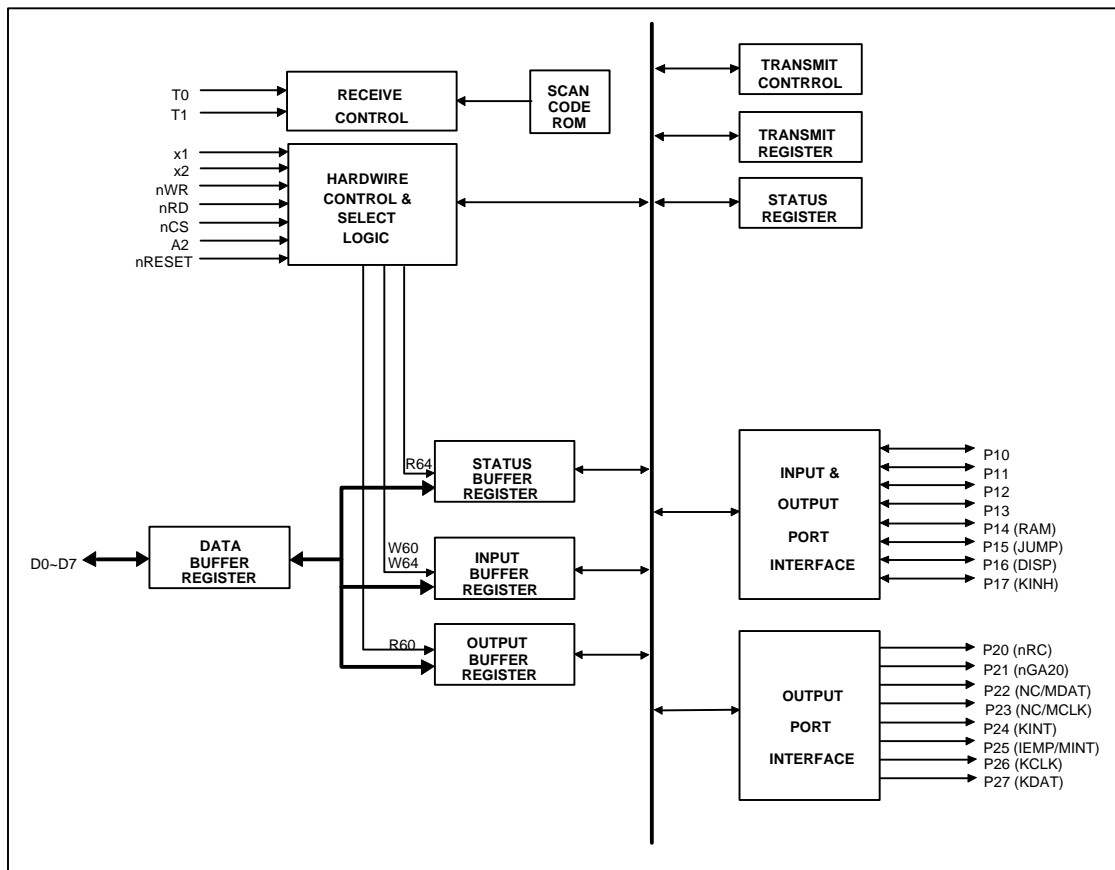 T0
T1
RECEIVE
CONTROL
SCAN
CODE
ROM
TRANSMIT
CONTRROL
TRANSMIT
REGISTER
STATUS
REGISTER
x1
x2
nWR
nRD
nCS
A2
nRESET
HARDWIRE
CONTROL &
SELECT
LOGIC
R64
STATUS
BUFFER
REGISTER
D0~D7
DATA
BUFFER
REGISTER
W60
W64
INPUT
BUFFER
REGISTER
R60
OUTPUT
BUFFER
REGISTER
INPUT &
OUTPUT
PORT
INTERFACE
P10
P11
P12
P13
P14 (RAM)
P15 (JUMP)
P16 (DISP)
P17 (KINH)
OUTPUT
PORT
INTERFACE
P20 (nRC)
P21 (nGA20)
P22 (NC/MDAT)
P23 (NC/MCLK)
P24 (KINT)
P25 (IEMP/MINT)
P26 (KCLK)
P27 (KDAT)